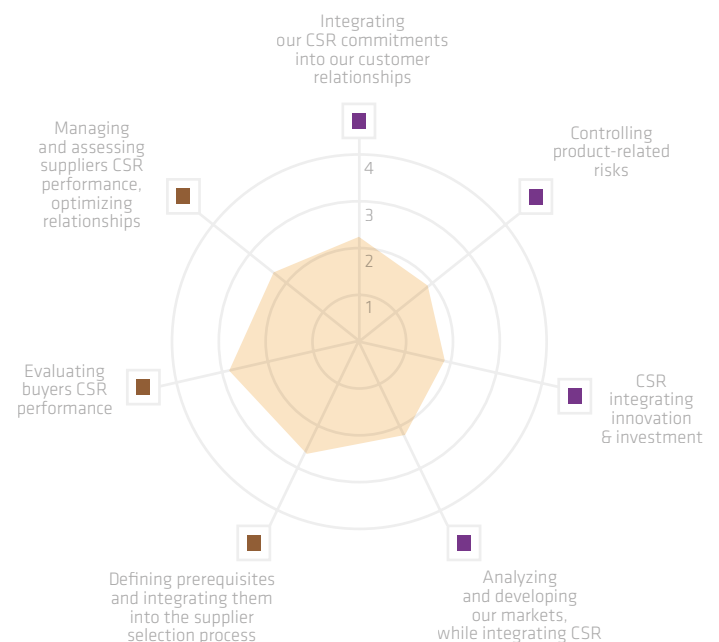 Integrating
our CSR commitments
into our customer
relationships
Managing
and assessing
suppliers CSR
performance,
optimizing
relationships
Controlling
product-related
risks
4
3
2
1
Evaluating
buyers CSR
performance
CSR
integrating
innovation
& investment
Defining prerequisites
and integrating them
into the supplier
selection process
Analyzing
and developing
our markets,
while integrating CSR